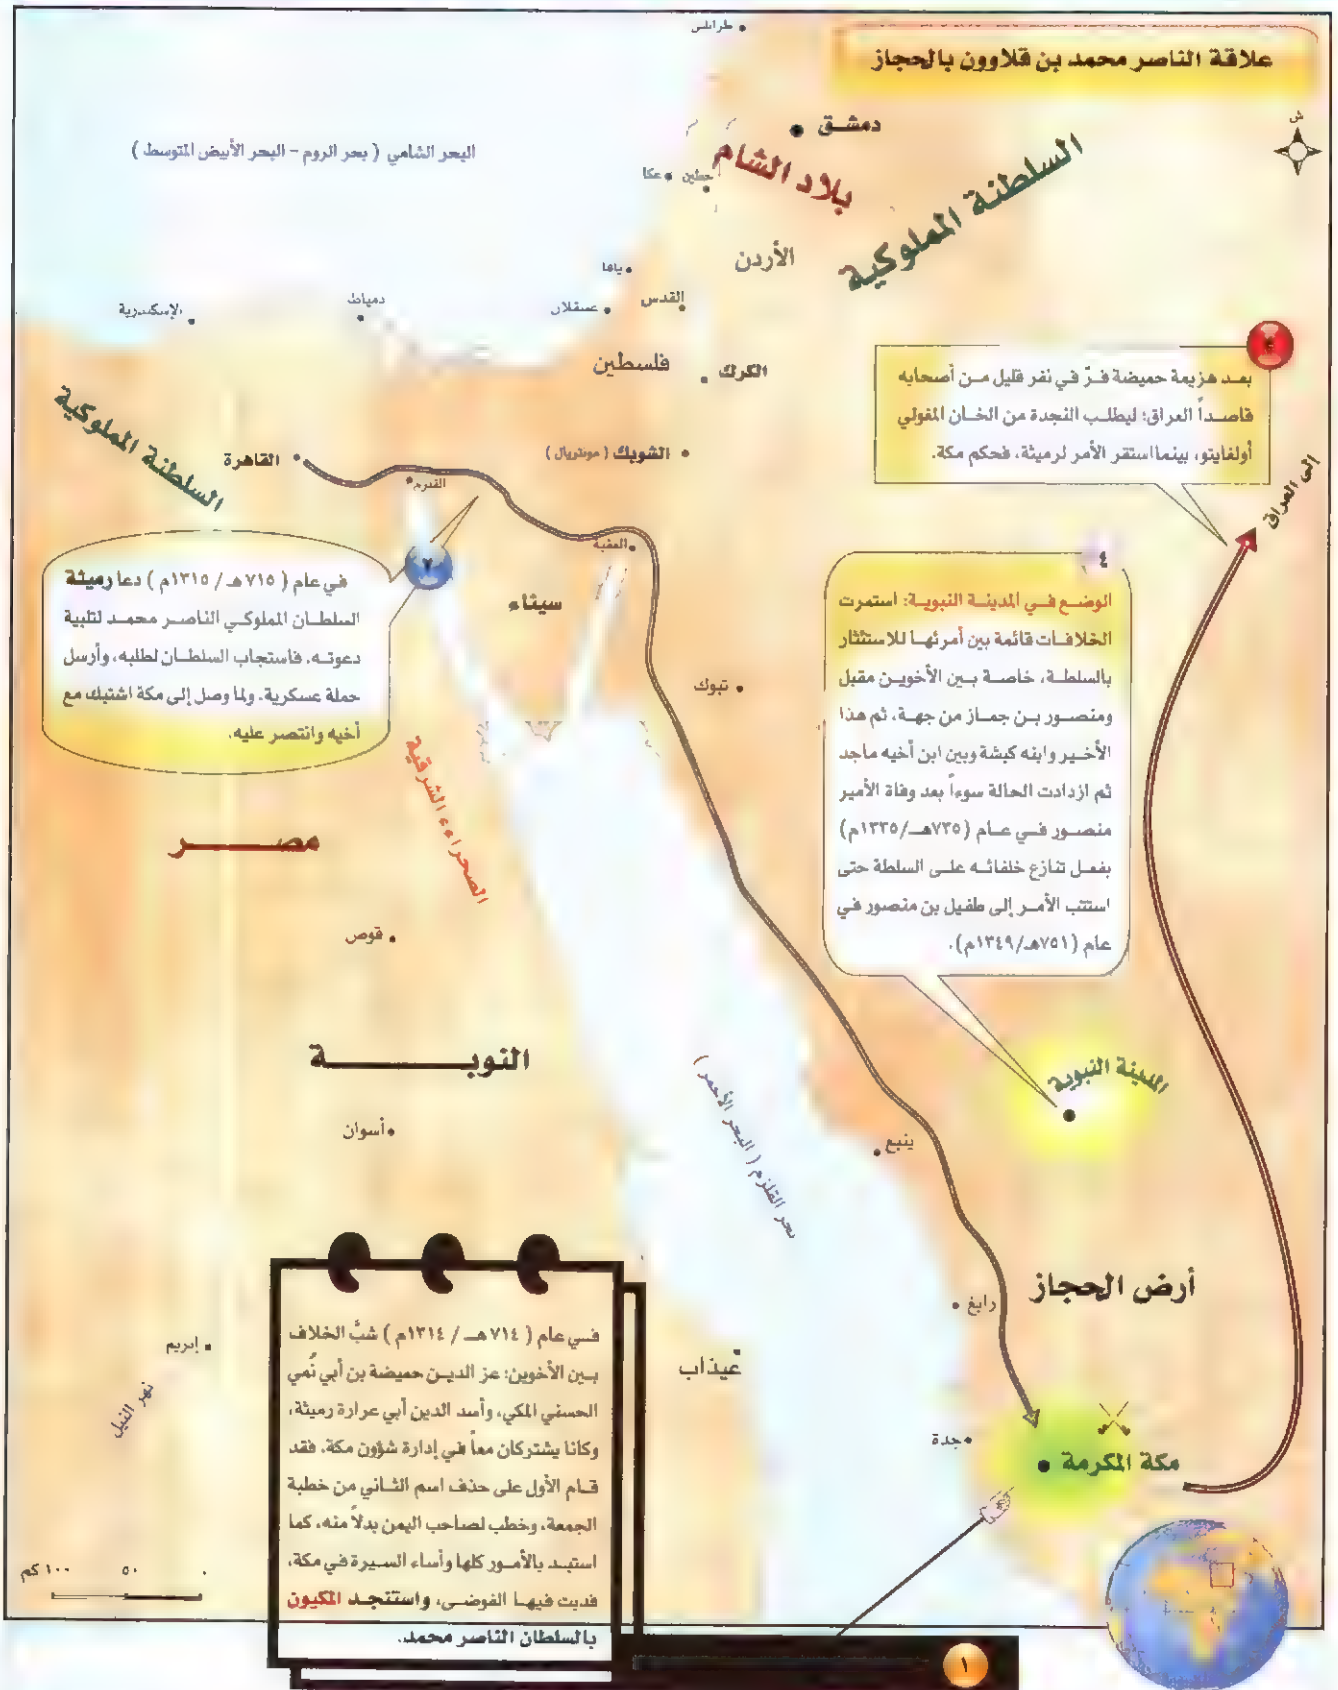 علاقة الناصر محمد بن قلاوون بالحجاز
طرابلس
ش
دمشق
البحر الشامي ( بحر الروم - البحر الأبيض المتوسط )
بلاد الشام
السلطنة المملوكية
حطين
عكا
الأردن
يافا
القدس
عسقلان
دمياط
الإسكندرية
فلسطين
الكرك
٣
بعد هزيمة حميضة فرّ في نفر قليل من أصحابه
قاصداً العراق؛ ليطلب النجدة من الخان المغولي
أولغايتو، بينما استقر الأمر لرميثة، فحكم مكة.
إلى العراق
السلطنة المملوكية
القاهرة
الشوبك ( مونتريال )
القلزم
العقبة
سيناء
٢
في عام ( ٧١٥هـ / ١٣١٥م ) دعا رميثة
السلطان المملوكي الناصر محمد لتلبية
دعوته، فاستجاب السلطان لطلبه، وأرسل
حملة عسكرية، ولما وصل إلى مكة اشتبك مع
أخيه وانتصر عليه.
٤
الوضع في المدينة النبوية: استمرت
الخلافات قائمة بين أمرائها للاستئثار
بالسلطة، خاصة بين الأخوين مقبل
ومنصور بن جماز من جهة، ثم هذا
الأخير وابنه كبشة وبين ابن أخيه ماجد
ثم ازدادت الحالة سوءاً بعد وفاة الأمير
منصور في عام (٧٣٥هـ/١٣٣٥م)
بفعل تنازع خلفائه على السلطة حتى
استتب الأمر إلى طفيل بن منصور في
عام (٧٥١هـ/١٣٤٩م).
تبوك
الصحراء الشرقية
مصر
قوص
النوبة
أسوان
المدينة النبوية
ينبع
بحر القلزم ( البحر الأحمر )
أرض الحجاز
رابغ
إبريم
نهر النيل
عيذاب
جدة
مكة المكرمة
في عام ( ٧١٤هـ / ١٣١٤م ) شبَّ الخلاف
بين الأخوين: عز الدين حميضة بن أبي نُمي
الحسني المكي، وأسد الدين أبي عرارة رميثة،
وكانا يشتركان معاً في إدارة شؤون مكة، فقد
قام الأول على حذف اسم الثاني من خطبة
الجمعة، وخطب لصاحب اليمن بدلاً منه، كما
استبد بالأمور كلها وأساء السيرة في مكة،
فدبت فيها الفوضى، واستنجد المكيون
بالسلطان الناصر محمد.
١
٠ ٥٠ ١٠٠ كم